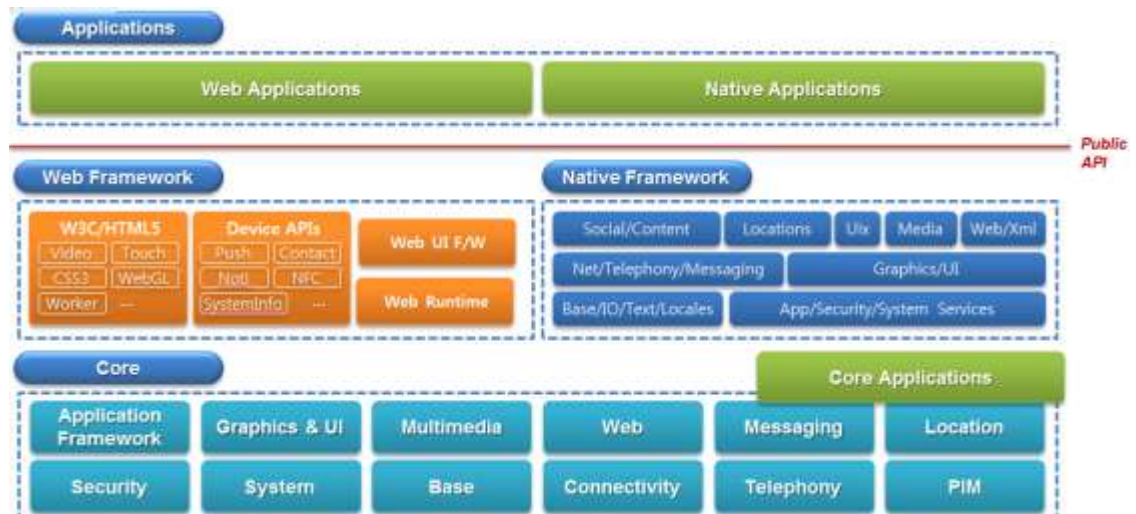 Applications
Web Applications
Native Applications
Public
API
Web Framework
Native Framework
W3C/HTML5
Video Touch
CSS3 WebGL
Worker ...
Device APIs
Push Contact
Noti NFC
SystemInfo ...
Web UI F/W
Web Runtime
Social/Content Locations UIx Media Web/Xml
Net/Telephony/Messaging Graphics/UI
Base/IO/Text/Locales App/Security/System Services
Core
Core Applications
Application
Framework
Graphics & UI Multimedia Web Messaging Location
Security System Base Connectivity Telephony PIM